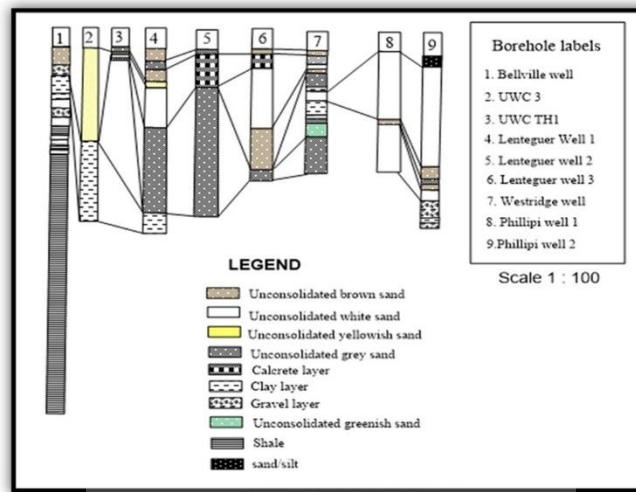 1 2 3 4 5 6 7 8 9
Borehole labels
1. Bellville well
2. UWC 3
3. UWC TH1
4. Lenteguer Well 1
5. Lenteguer well 2
6. Lenteguer well 3
7. Westridge well
8. Phillipi well 1
9.Phillipi well 2
Scale 1 : 100
LEGEND
Unconsolidated brown sand
Unconsolidated white sand
Unconsolidated yellowish sand
Unconsolidated grey sand
Calcrete layer
Clay layer
Gravel layer
Unconsolidated greenish sand
Shale
sand/silt